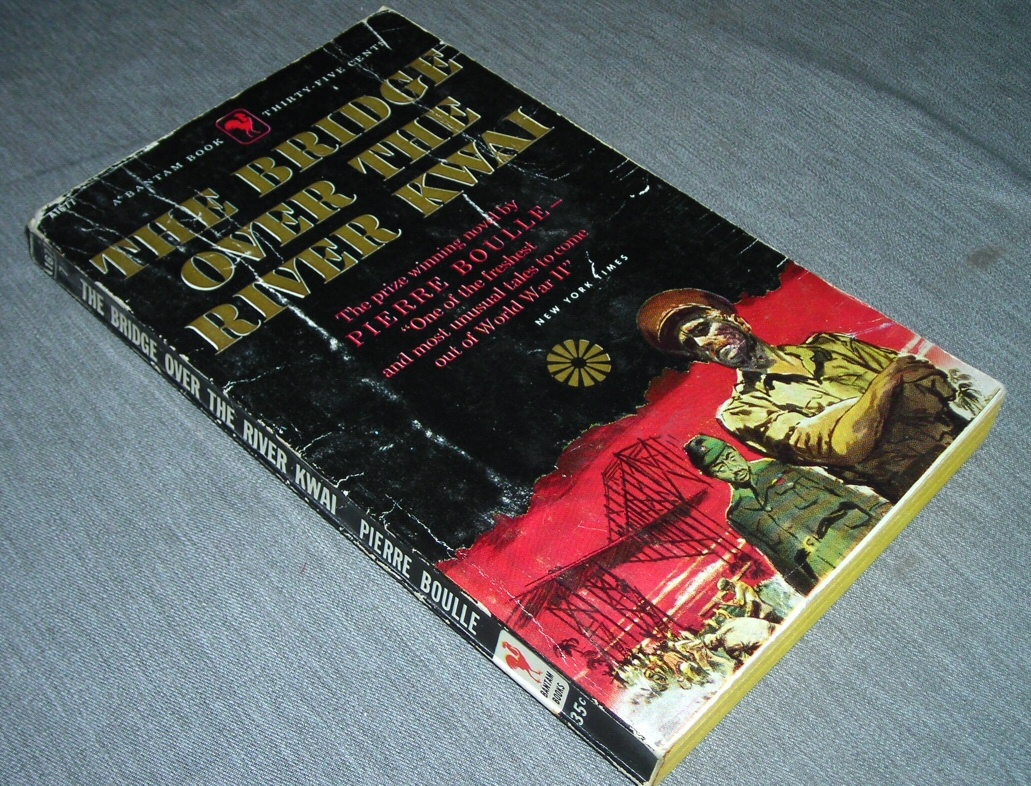 A BANTAM BOOK THIRTY-FIVE CENTS
THE BRIDGE
OVER THE
RIVER KWAI
The prize winning novel by
PIERRE BOULLE—
"One of the freshest
and most unusual tales to come
out of World War II"
NEW YORK TIMES
THE BRIDGE OVER THE RIVER KWAI PIERRE BOULLE
BANTAM
BOOKS
35c